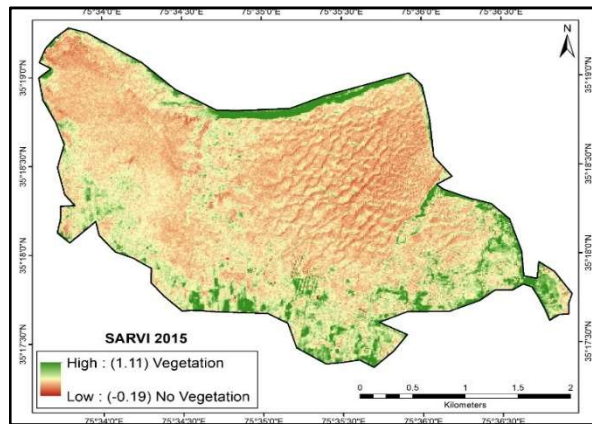 75°34'0"E 75°34'30"E 75°35'0"E 75°35'30"E 75°36'0"E 75°36'30"E
N
35°19'0"N 35°19'0"N
35°18'30"N 35°18'30"N
35°18'0"N 35°18'0"N
35°17'30"N 35°17'30"N
SARVI 2015
High : (1.11) Vegetation
Low : (-0.19) No Vegetation
0 0.5 1 1.5 2
Kilometers
75°34'0"E 75°34'30"E 75°35'0"E 75°35'30"E 75°36'0"E 75°36'30"E